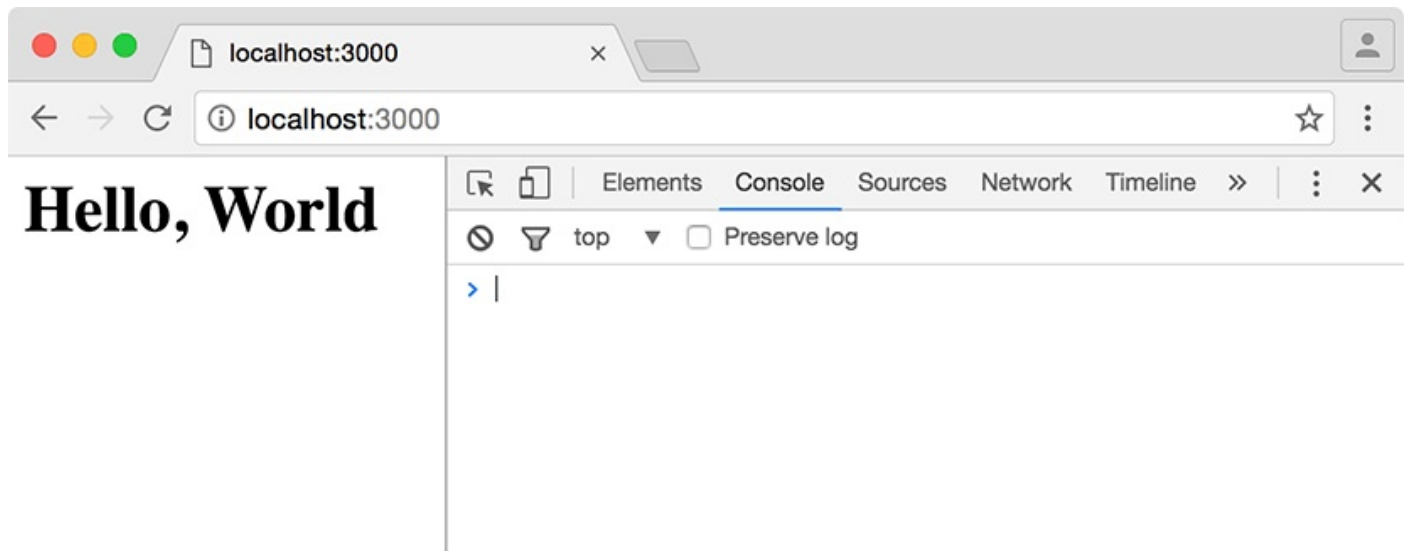 localhost:3000
localhost:3000
Hello, World
Elements Console Sources Network Timeline »
top Preserve log